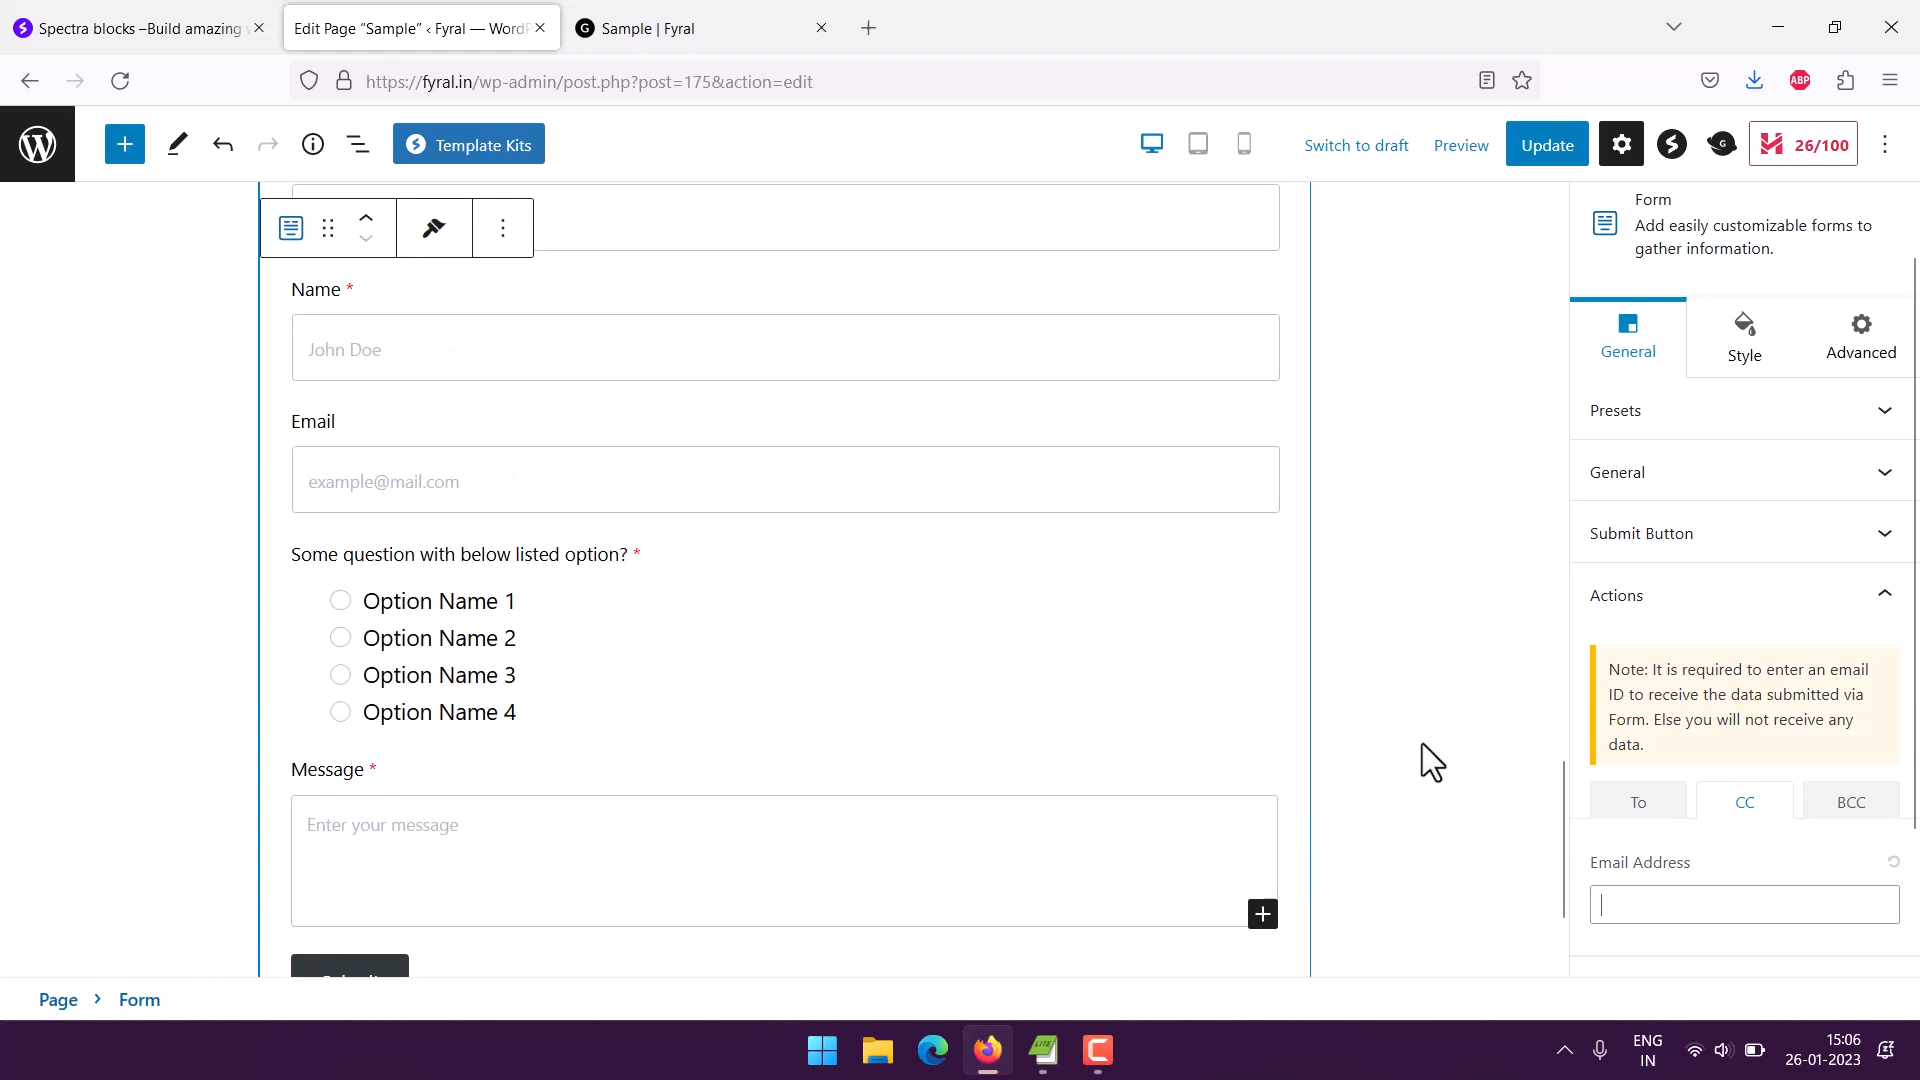 Spectra blocks –Build amazing
Edit Page “Sample” ‹ Fyral — WordP
Sample | Fyral
https://fyral.in/wp-admin/post.php?post=175&action=edit
ABP
Template Kits
Switch to draft
Preview
Update
26/100
Form
Add easily customizable forms to
gather information.
General
Style
Advanced
Presets
General
Submit Button
Actions
Note: It is required to enter an email
ID to receive the data submitted via
Form. Else you will not receive any
data.
To
CC
BCC
Email Address
Name *
John Doe
Email
example@mail.com
Some question with below listed option? *
Option Name 1
Option Name 2
Option Name 3
Option Name 4
Message *
Enter your message
Page › Form
LITE
ENG
IN
15:06
26-01-2023